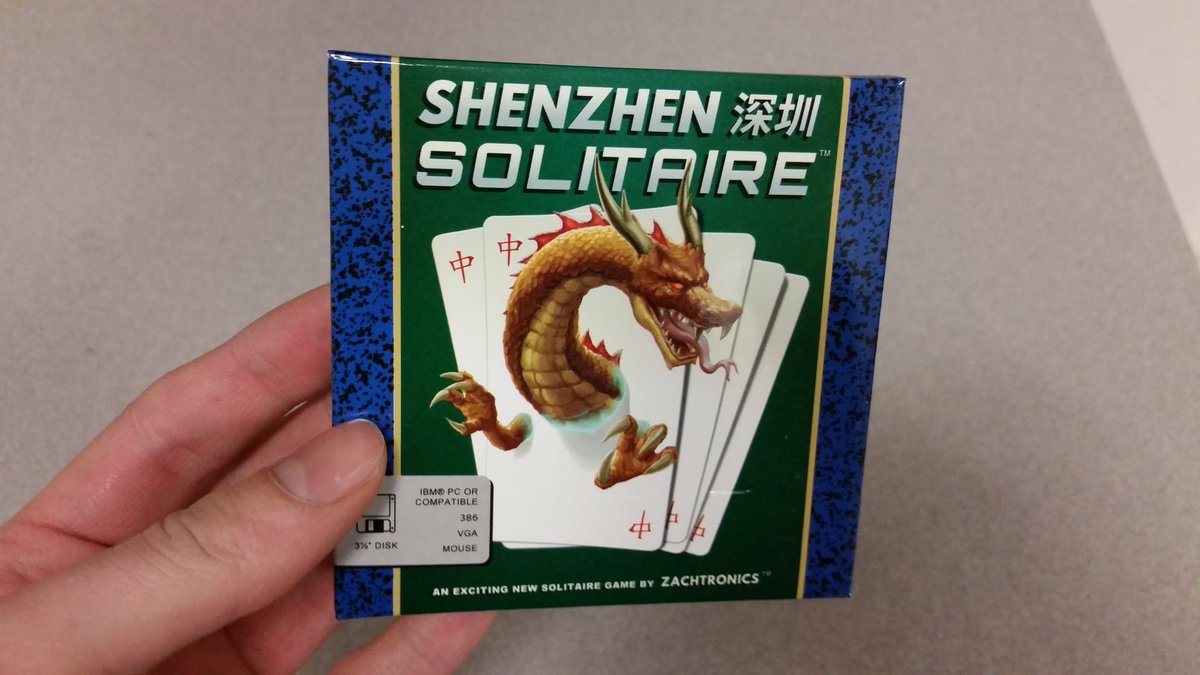 SHENZHEN 深圳
SOLITAIRE™
中
中
IBM® PC OR
COMPATIBLE
386
VGA
MOUSE
3½" DISK
中
中
中
AN EXCITING NEW SOLITAIRE GAME BY ZACHTRONICS™